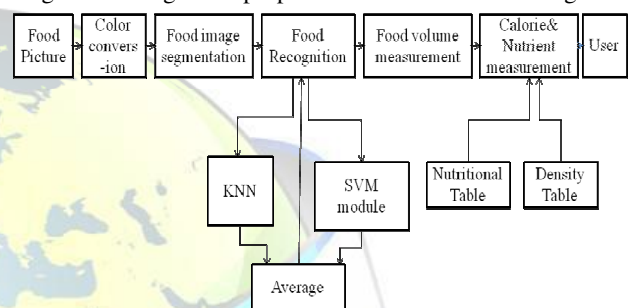 Food
Picture
Color
convers
-ion
Food image
segmentation
Food
Recognition
Food volume
measurement
Calorie&
Nutrient
measurement
User
KNN
SVM
module
Nutritional
Table
Density
Table
Average